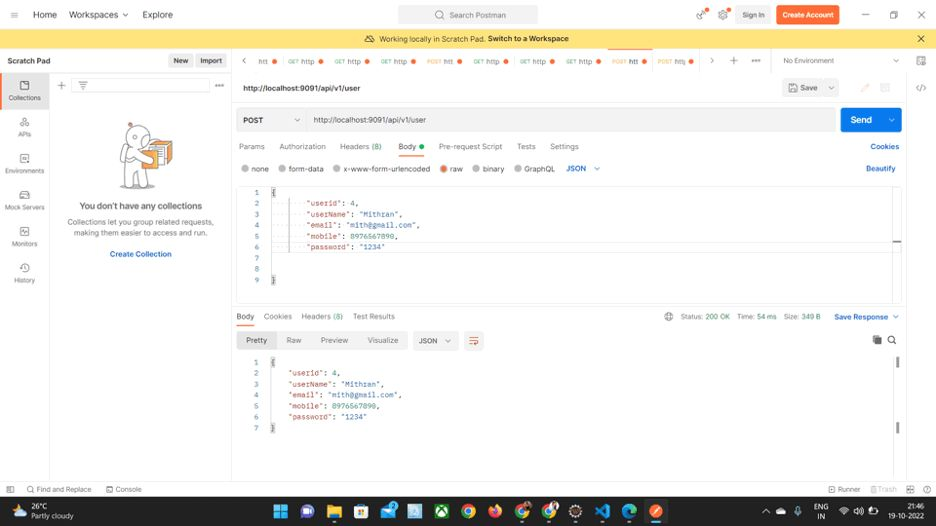 Home Workspaces Explore Search Postman Sign In Create Account
Working locally in Scratch Pad. Switch to a Workspace
Scratch Pad New Import
htt GET http GET http GET http POST htt GET http GET http GET http POST htt POST http No Environment
http://localhost:9091/api/v1/user Save
Collections
APIs
Environments
Mock Servers
Monitors
History
You don't have any collections
Collections let you group related requests,
making them easier to access and run.
Create Collection
POST http://localhost:9091/api/v1/user Send
Params Authorization Headers (8) Body Pre-request Script Tests Settings Cookies
none form-data x-www-form-urlencoded raw binary GraphQL JSON Beautify
1 {
2 "userid": 4,
3 "userName": "Mithran",
4 "email": "mith@gmail.com",
5 "mobile": 8976567890,
6 "password": "1234"
7
8
9 }
Body Cookies Headers (8) Test Results Status: 200 OK Time: 54 ms Size: 349 B Save Response
Pretty Raw Preview Visualize JSON
1 {
2 "userid": 4,
3 "userName": "Mithran",
4 "email": "mith@gmail.com",
5 "mobile": 8976567890,
6 "password": "1234"
7 }
Find and Replace Console Runner Trash
26°C
Partly cloudy
ENG
IN
21:46
19-10-2022